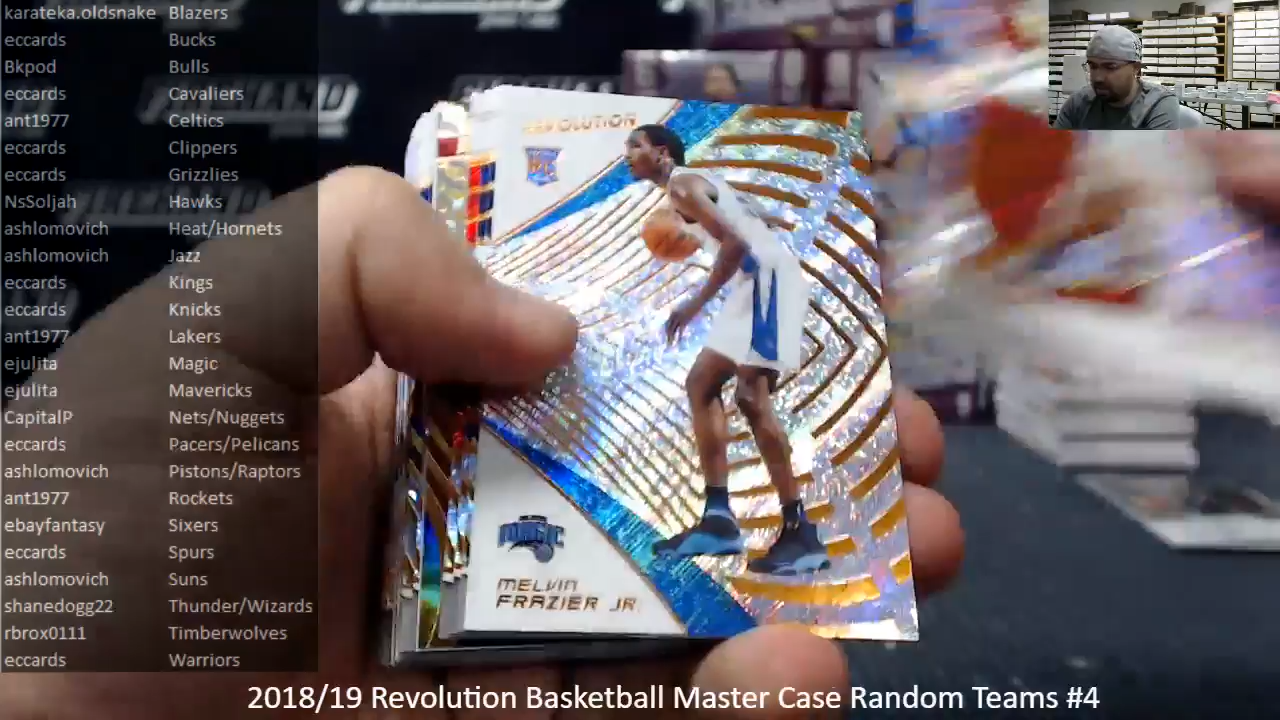 karateka.oldsnake Blazers
eccards Bucks
Bkpod Bulls
eccards Cavaliers
ant1977 Celtics
eccards Clippers
eccards Grizzlies
NsSoljah Hawks
ashlomovich Heat/Hornets
ashlomovich Jazz
eccards Kings
eccards Knicks
ant1977 Lakers
ejulita Magic
ejulita Mavericks
CapitalP Nets/Nuggets
eccards Pacers/Pelicans
ashlomovich Pistons/Raptors
ant1977 Rockets
ebayfantasy Sixers
eccards Spurs
ashlomovich Suns
shanedogg22 Thunder/Wizards
rbrox0111 Timberwolves
eccards Warriors
REVOLUTION
RC
MAGIC
MELVIN
FRAZIER JR.
2018/19 Revolution Basketball Master Case Random Teams #4